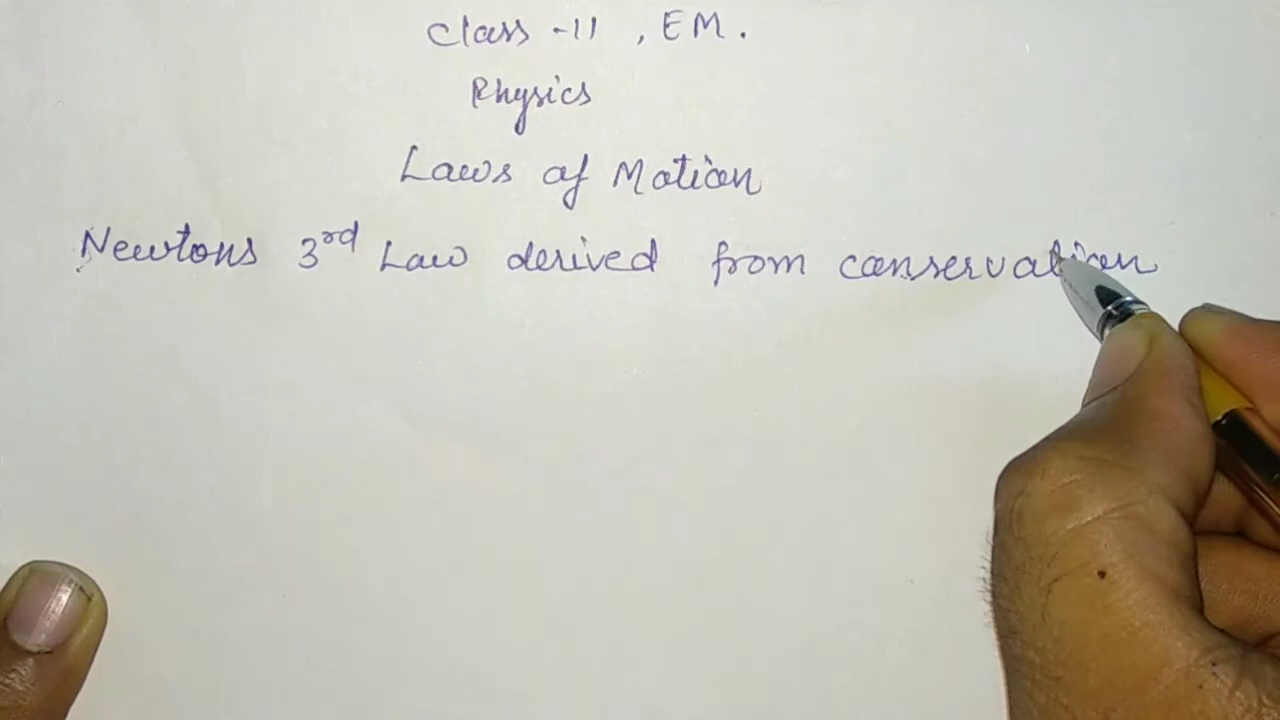 Class -11 , EM.
Physics
Laws of Motion
Newtons 3rd Law derived from conservation